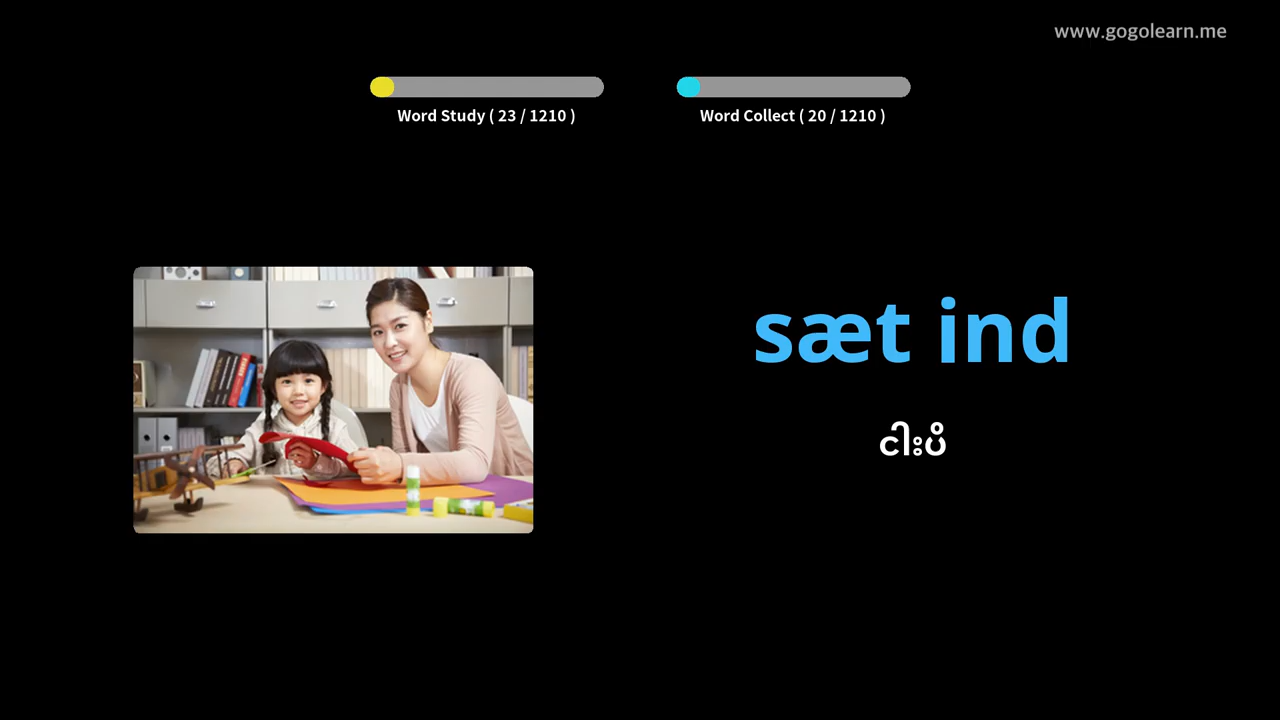 www.gogolearn.me
Word Study ( 23 / 1210 )
Word Collect ( 20 / 1210 )
sæt ind
ငါးပိ